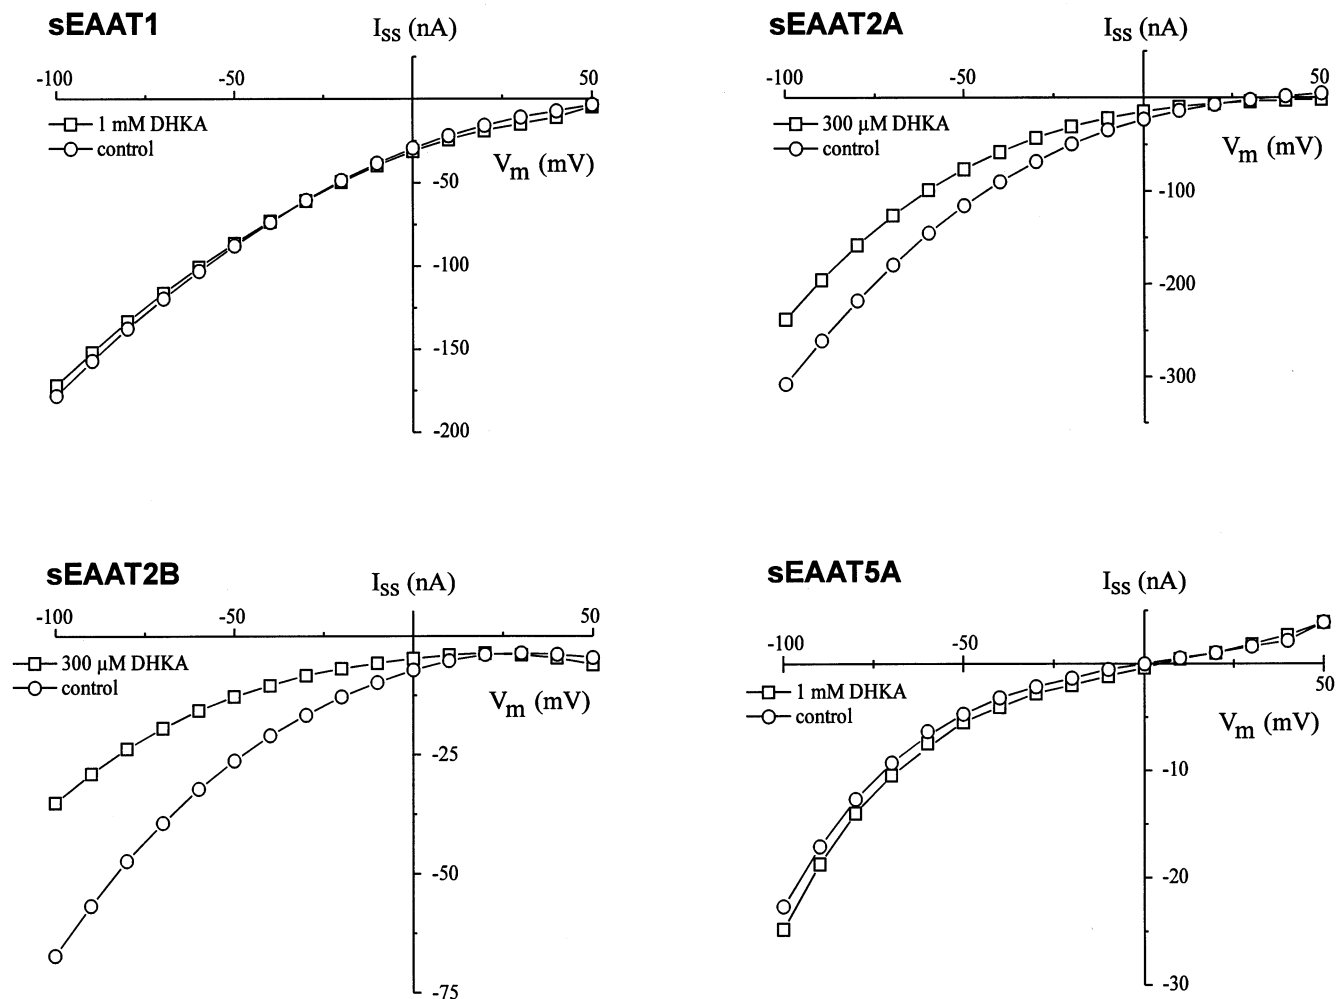 sEAAT1
I_SS (nA)
-100 -50 50
1 mM DHKA
control
V_m (mV)
-50
-100
-150
-200
sEAAT2A
I_SS (nA)
-100 -50 50
300 µM DHKA
control
V_m (mV)
-100
-200
-300
sEAAT2B
I_SS (nA)
-100 -50 50
300 µM DHKA
control
V_m (mV)
-25
-50
-75
sEAAT5A
I_SS (nA)
-100 -50
50
1 mM DHKA
control
V_m (mV)
-10
-20
-30